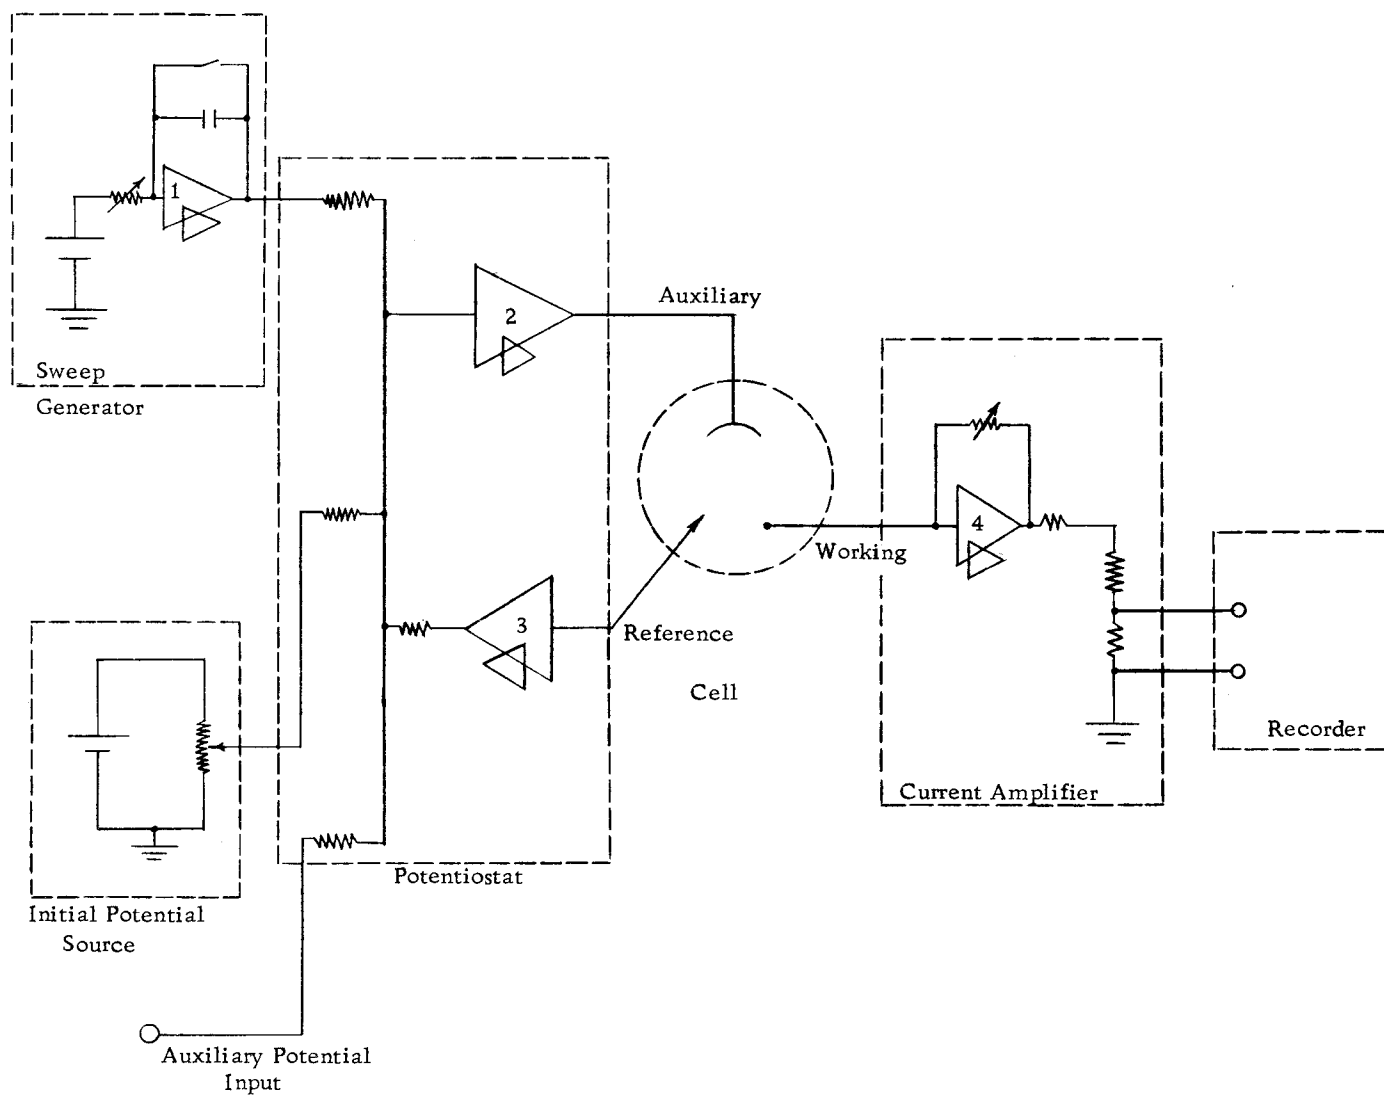 1
Sweep
Generator
2
Auxiliary
4
Working
3
Reference
Cell
Recorder
Current Amplifier
Potentiostat
Initial Potential
Source
Auxiliary Potential
Input